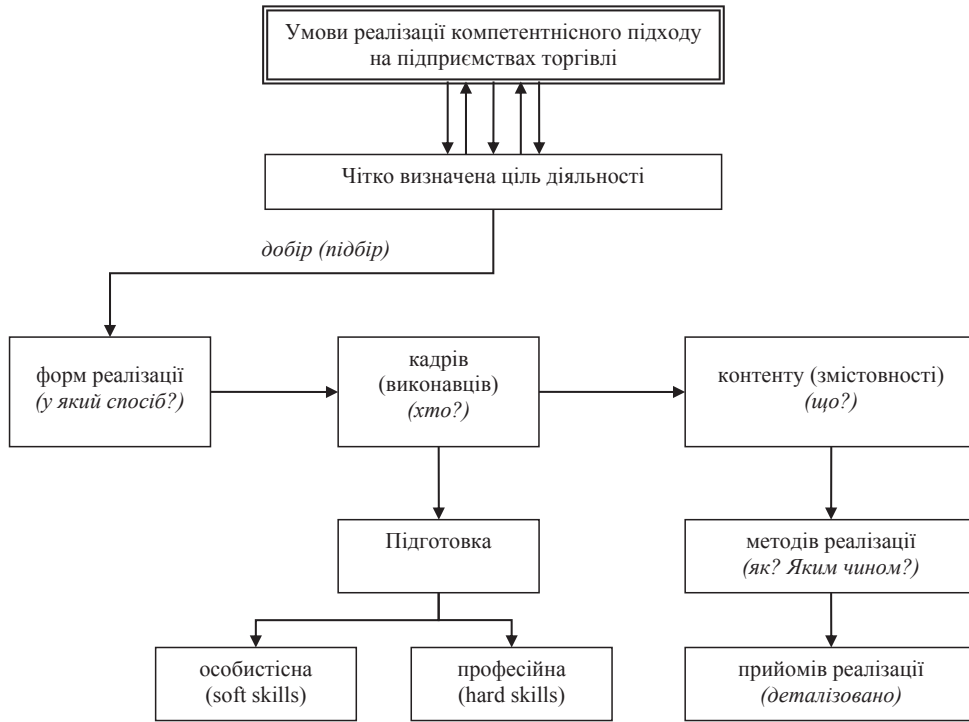 Умови реалізації компетентнісного підходу
на підприємствах торгівлі
Чітко визначена ціль діяльності
добір (підбір)
форм реалізації
(у який спосіб?)
кадрів
(виконавців)
(хто?)
контенту (змістовності)
(що?)
Підготовка
методів реалізації
(як? Яким чином?)
особистісна
(soft skills)
професійна
(hard skills)
прийомів реалізації
(деталізовано)